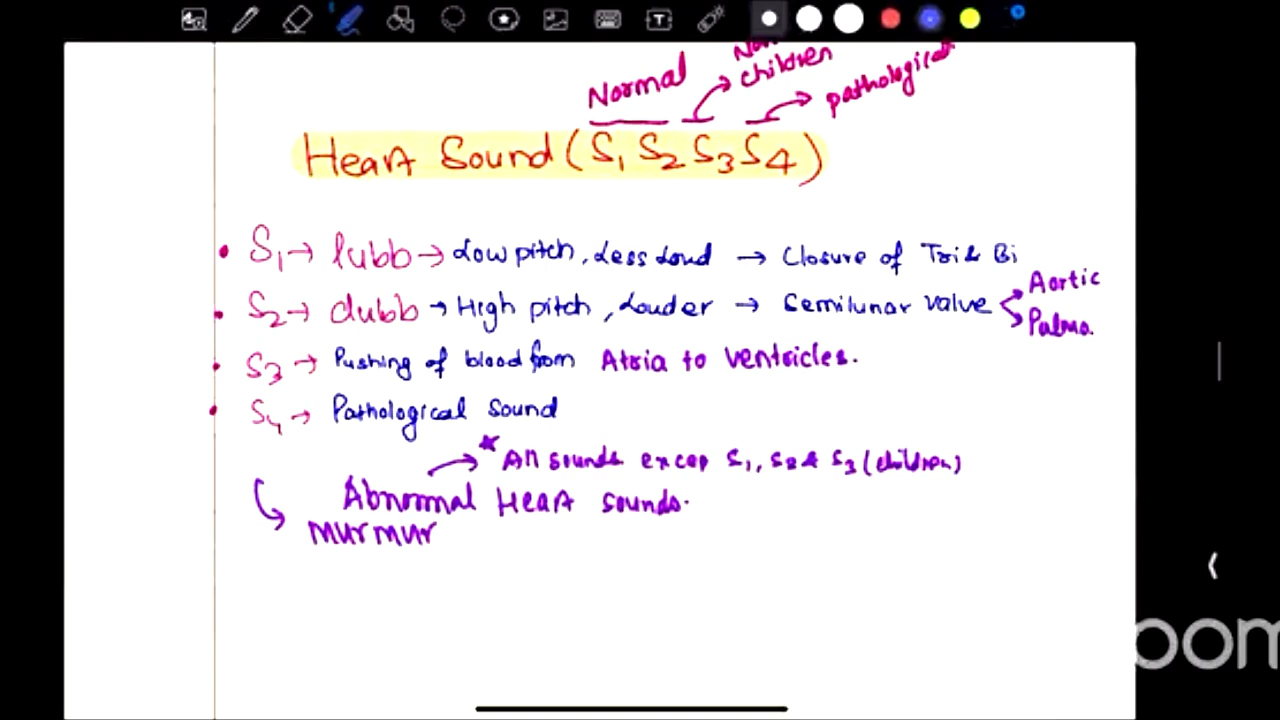 Normal
children
pathological
Heart Sound (S1 S2 S3 S4)
• S1 → lubb → Low pitch, Less Loud → Closure of Tri & Bi
• S2 → dubb → High pitch, Louder → Semilunar valve
Aortic
Pulmo.
• S3 → Pushing of blood from Atria to ventricles.
• S4 → Pathological Sound
* All sounds excep S1, S2 & S3 (children)
Abnormal Heart sounds.
murmur
oom
T